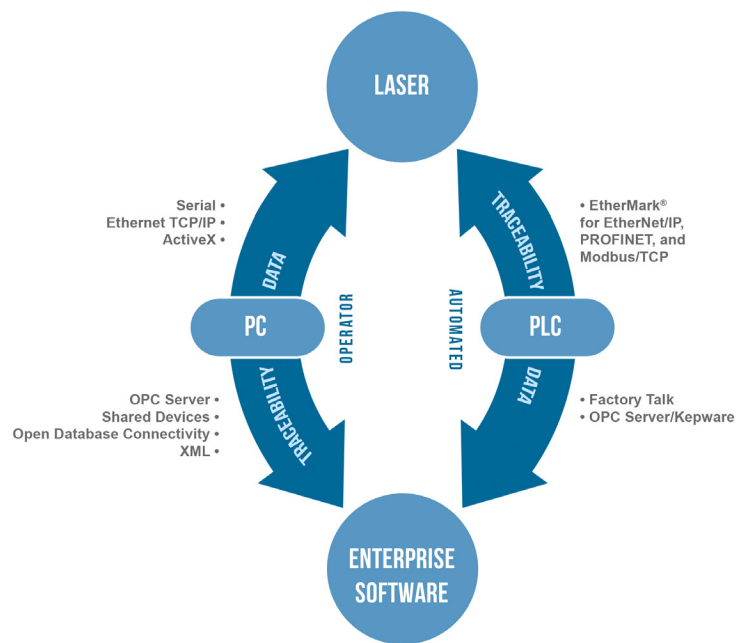 LASER
Serial •
Ethernet TCP/IP •
ActiveX •
• EtherMark®
for EtherNet/IP,
PROFINET, and
Modbus/TCP
DATA
TRACEABILITY
PC
OPERATOR
AUTOMATED
PLC
TRACEABILITY
DATA
OPC Server •
Shared Devices •
Open Database Connectivity •
XML •
• Factory Talk
• OPC Server/Kepware
ENTERPRISE
SOFTWARE